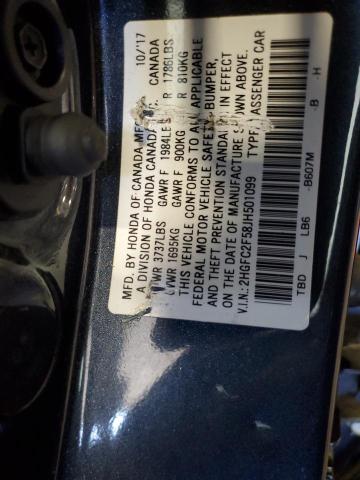 MFD. BY HONDA OF CANADA MFG., 10/'17
A DIVISION OF HONDA CANADA INC., CANADA
GVWR 3737LBS GAWR F 1984LBS R 1786LBS
GVWR 1695KG GAWR F 900KG R 810KG
THIS VEHICLE CONFORMS TO ALL APPLICABLE
FEDERAL MOTOR VEHICLE SAFETY, BUMPER,
AND THEFT PREVENTION STANDARDS IN EFFECT
ON THE DATE OF MANUFACTURE SHOWN ABOVE.
V.I.N.: 2HGFC2F58JH501099 TYPE: PASSENGER CAR
TBD J LB6 -B607M -B -H